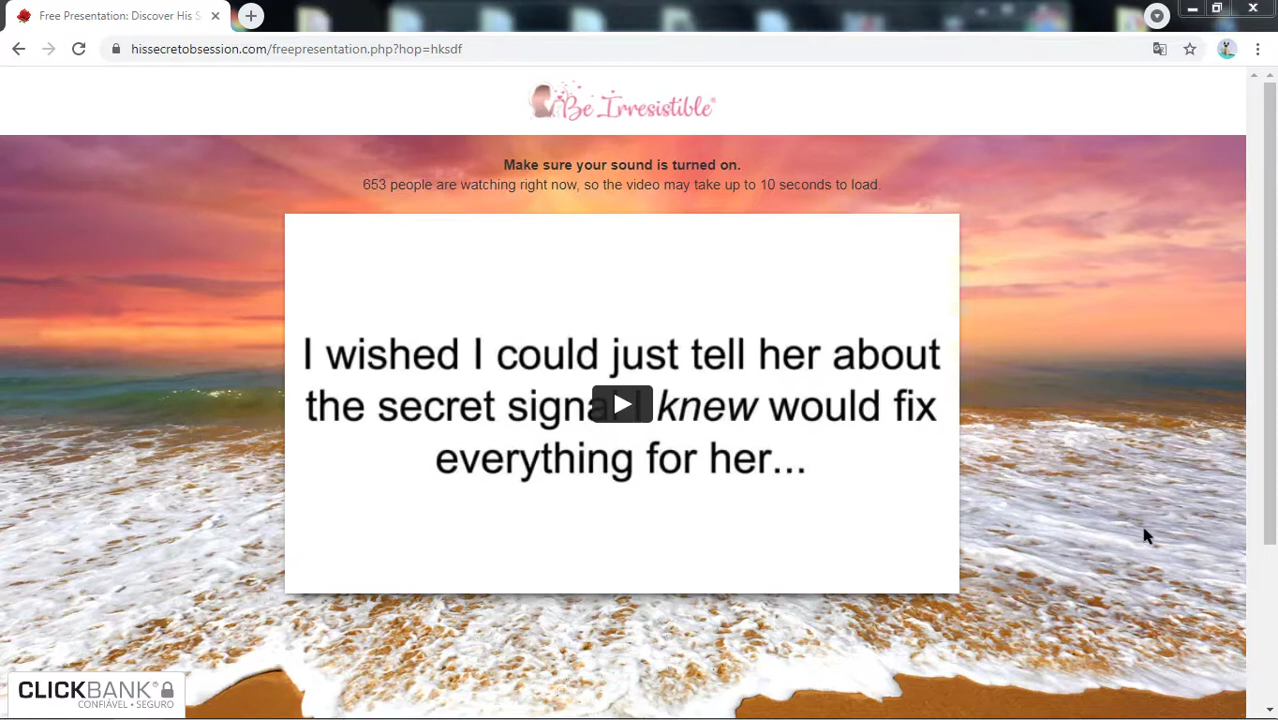 Free Presentation: Discover His S
hissecretobsession.com/freepresentation.php?hop=hksdf
Be Irresistible®
Make sure your sound is turned on.
653 people are watching right now, so the video may take up to 10 seconds to load.
I wished I could just tell her about
the secret signal I knew would fix
everything for her...
CLICKBANK®
CONFIÁVEL • SEGURO